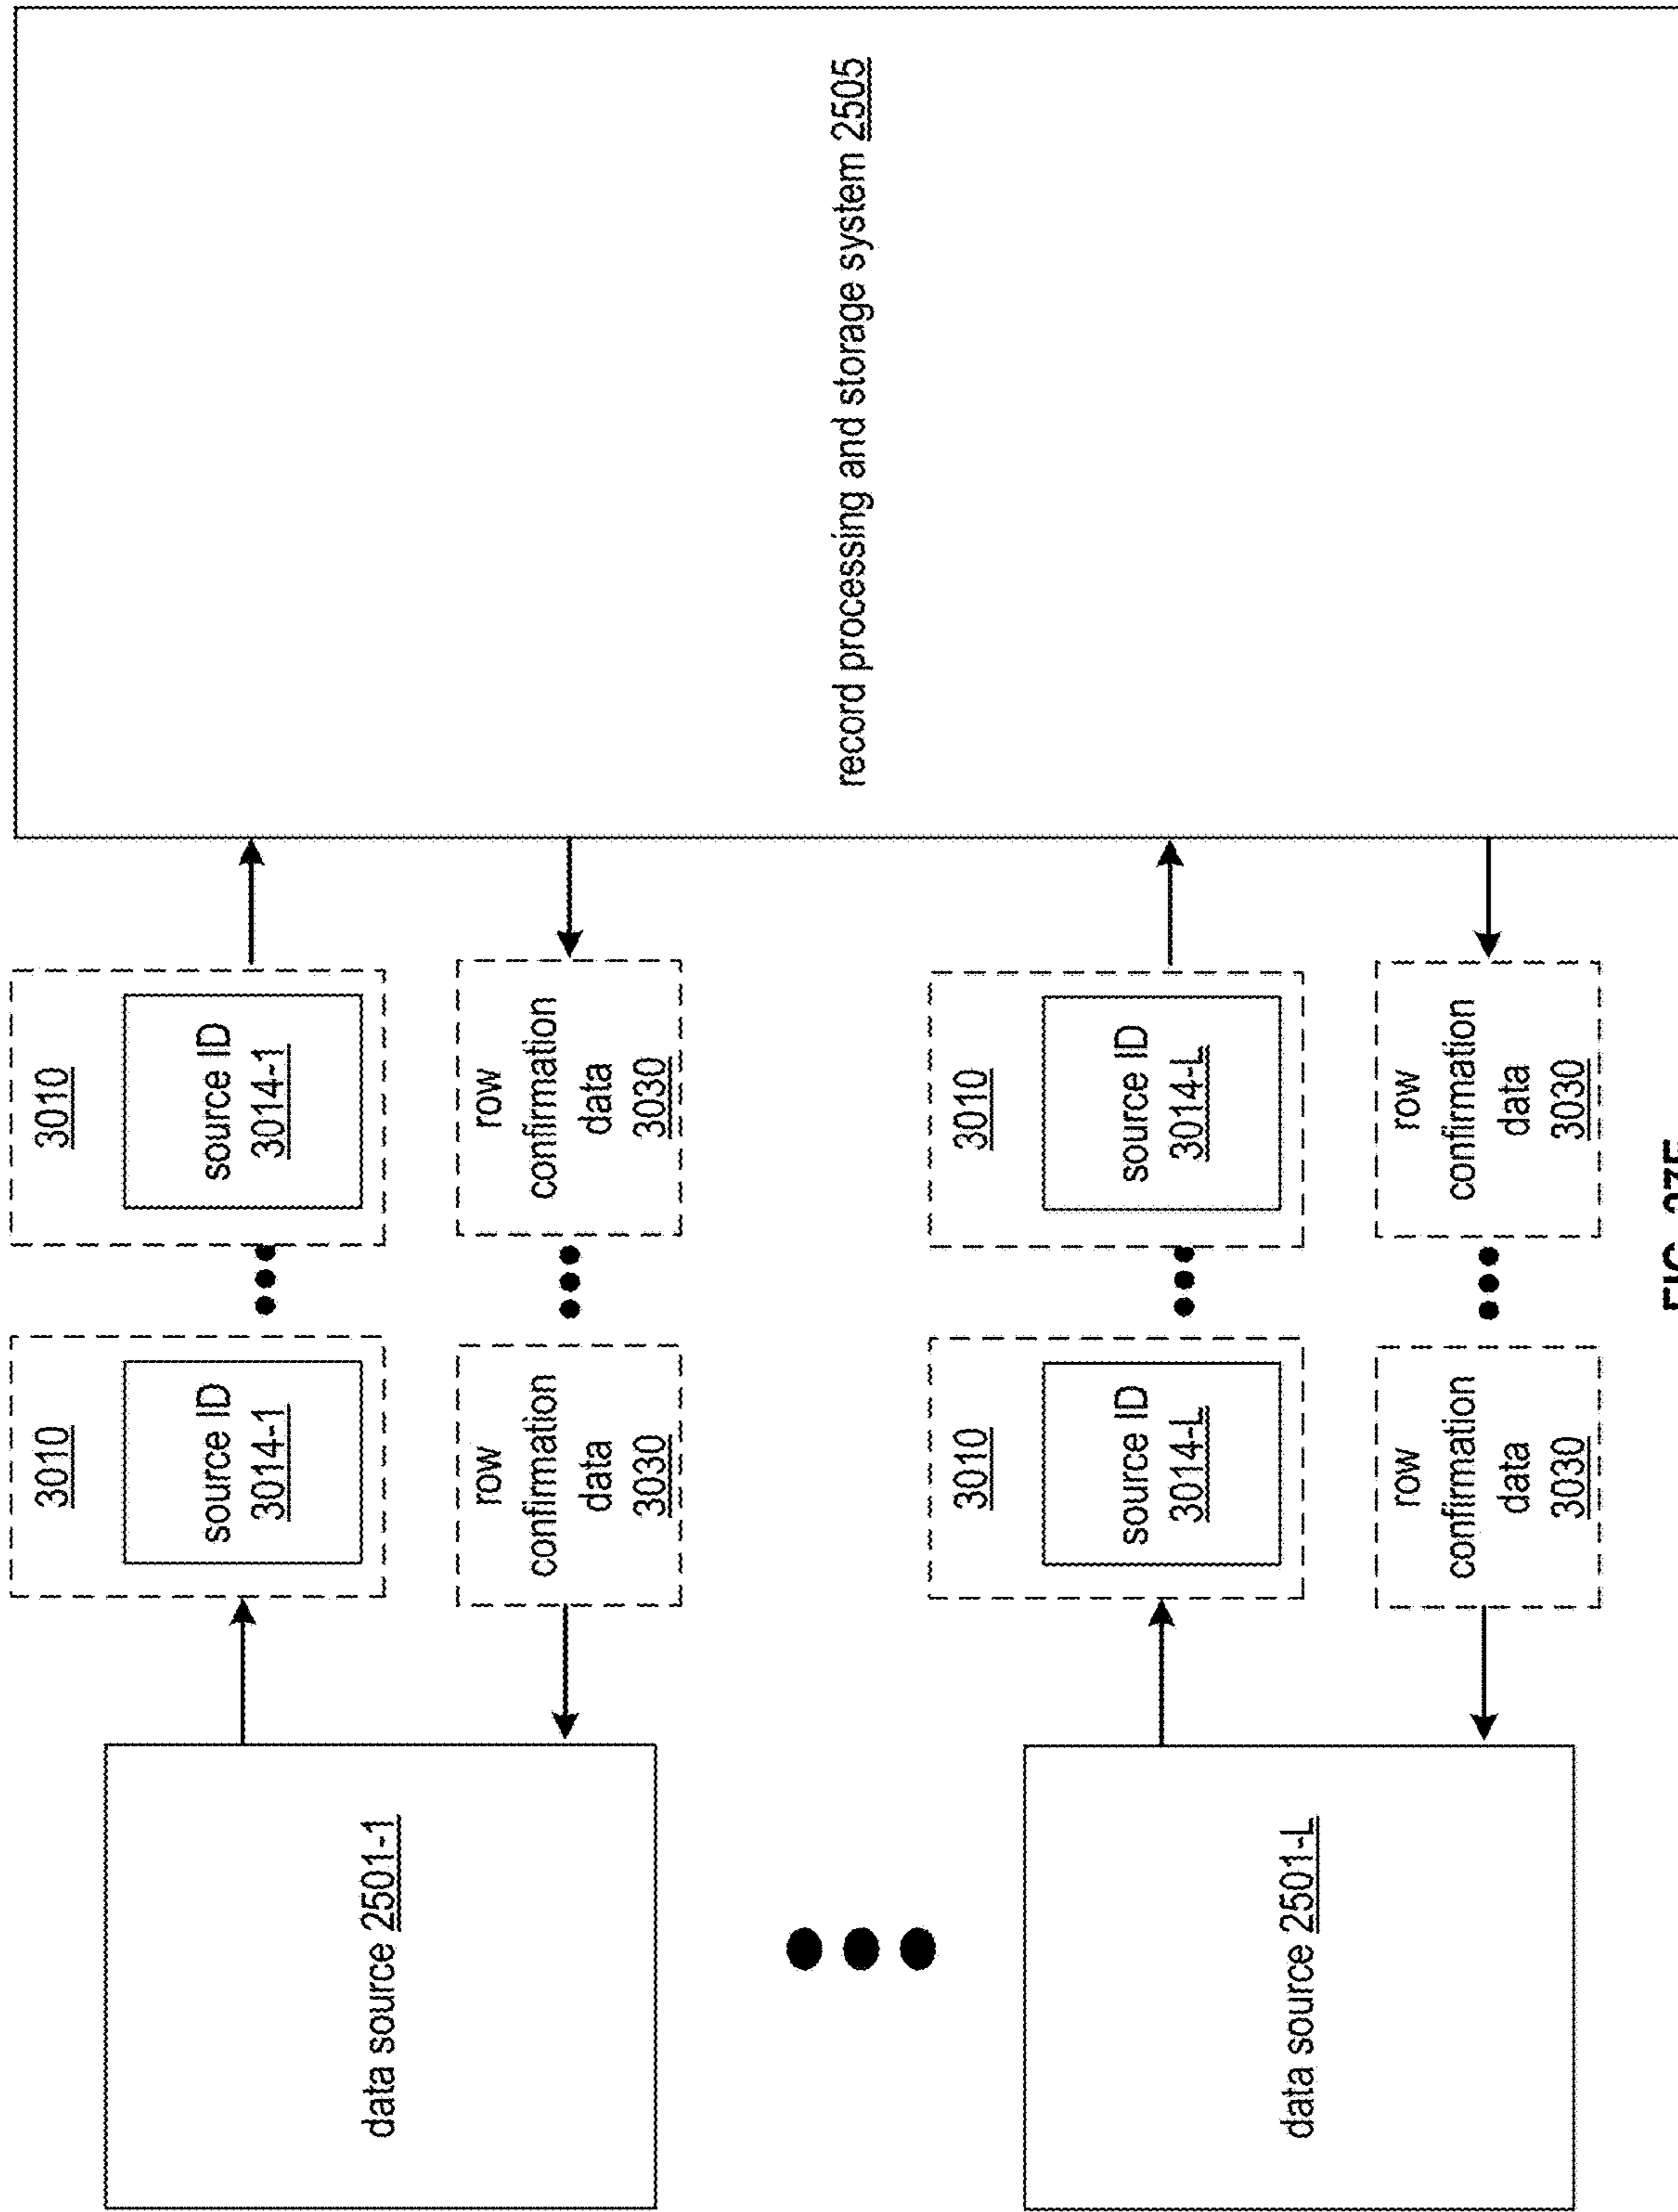 3010
source ID
3014-1
3010
source ID
3014-1
data source 2501-1
row
confirmation
data
3030
row
confirmation
data
3030
record processing and storage system 2505
3010
source ID
3014-L
3010
source ID
3014-L
data source 2501-L
row
confirmation
data
3030
row
confirmation
data
3030
FIG.